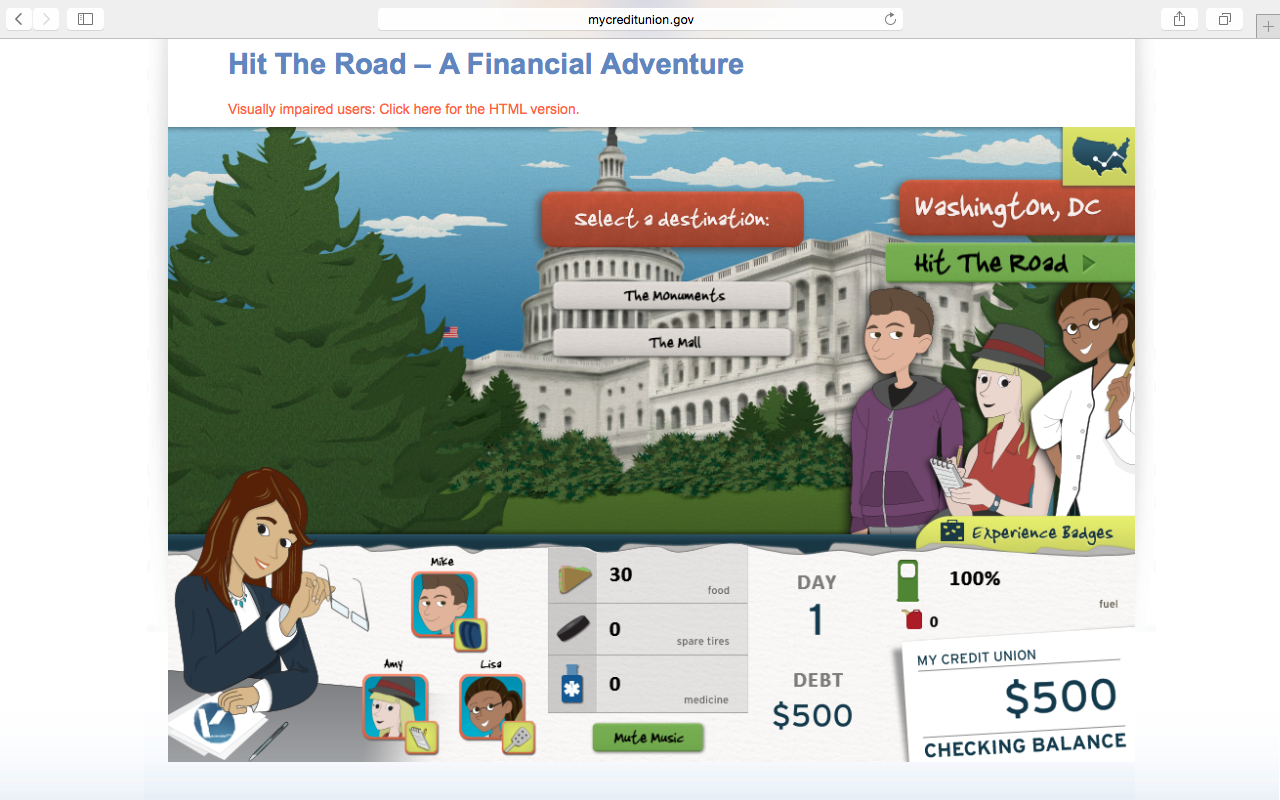 mycreditunion.gov
Hit The Road – A Financial Adventure
Visually impaired users: Click here for the HTML version.
Select a destination:
Washington, DC
Hit The Road
The Monuments
The Mall
Experience Badges
Mike
Amy
Lisa
30
food
0
spare tires
0
medicine
Mute Music
DAY
1
DEBT
$500
100%
fuel
0
MY CREDIT UNION
$500
CHECKING BALANCE